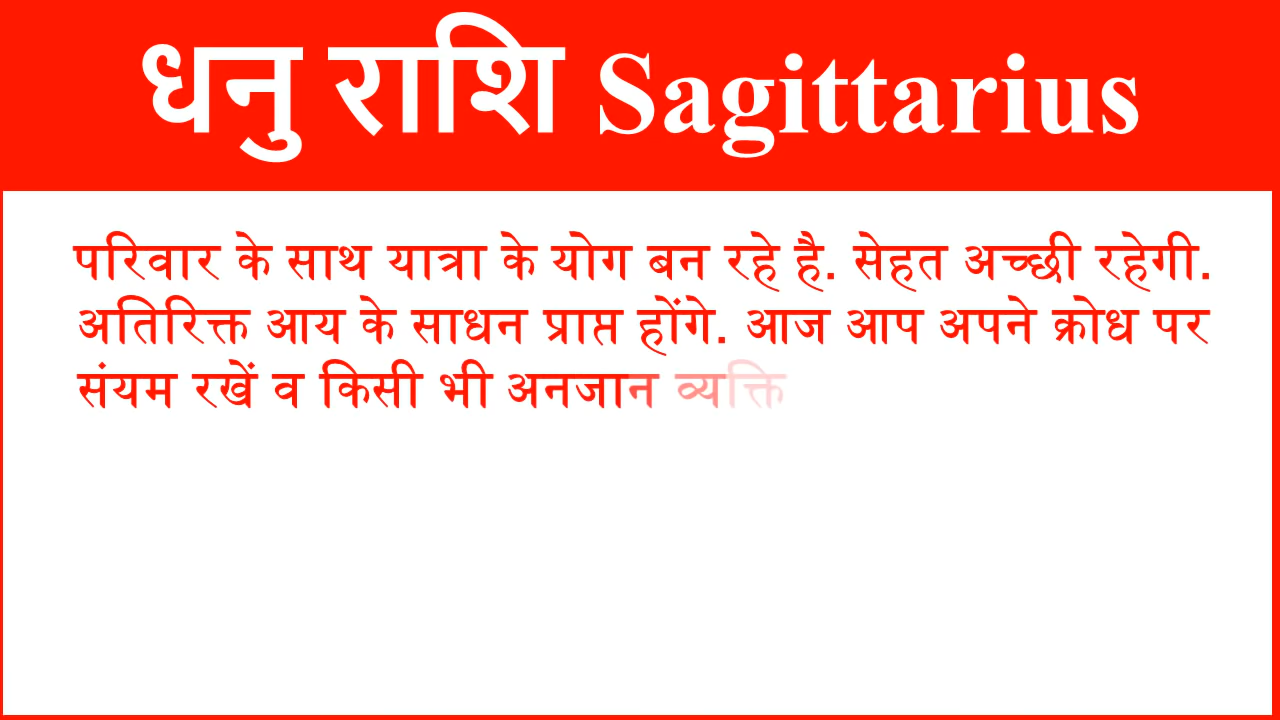 धनु राशि Sagittarius
परिवार के साथ यात्रा के योग बन रहे है. सेहत अच्छी रहेगी.
अतिरिक्त आय के साधन प्राप्त होंगे. आज आप अपने क्रोध पर
संयम रखें व किसी भी अनजान व्यक्ति